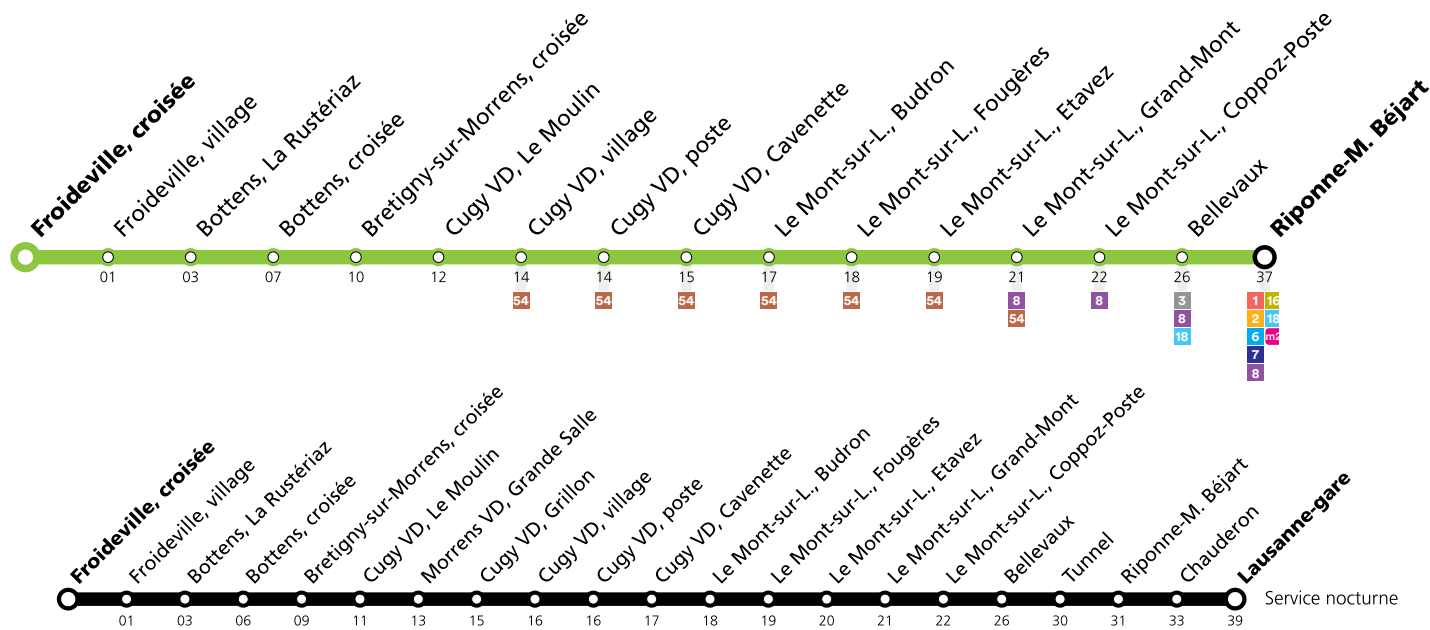 Froideville, croisée
Froideville, village
Bottens, La Rustériaz
Bottens, croisée
Bretigny-sur-Morrens, croisée
Cugy VD, Le Moulin
Cugy VD, village
Cugy VD, poste
Cugy VD, Cavenette
Le Mont-sur-L., Budron
Le Mont-sur-L., Fougères
Le Mont-sur-L., Etavez
Le Mont-sur-L., Grand-Mont
Le Mont-sur-L., Coppoz-Poste
Bellevaux
Riponne-M. Béjart
01 03 07 10 12 14 14 15 17 18 19 21 22 26 37
54 54 54 54 54 54 8 8 3 1 16
54 8 2 18
18 6 m2
7
8
Froideville, croisée
Froideville, village
Bottens, La Rustériaz
Bottens, croisée
Bretigny-sur-Morrens, croisée
Cugy VD, Le Moulin
Morrens VD, Grande Salle
Cugy VD, Grillon
Cugy VD, village
Cugy VD, poste
Cugy VD, Cavenette
Le Mont-sur-L., Budron
Le Mont-sur-L., Fougères
Le Mont-sur-L., Etavez
Le Mont-sur-L., Grand-Mont
Le Mont-sur-L., Coppoz-Poste
Bellevaux
Tunnel
Riponne-M. Béjart
Chauderon
Lausanne-gare
Service nocturne
01 03 06 09 11 13 15 16 16 17 18 19 20 21 22 26 30 31 33 39